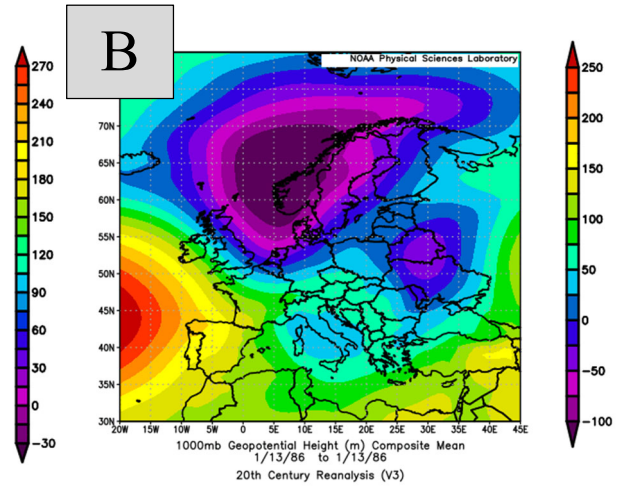 B
NOAA Physical Sciences Laboratory
270
240
210
180
150
120
90
60
30
0
−30
70N
65N
60N
55N
50N
45N
40N
35N
30N
20W 15W 10W 5W 0 5E 10E 15E 20E 25E 30E 35E 40E 45E
250
200
150
100
50
0
−50
−100
1000mb Geopotential Height (m) Composite Mean
1/13/86 to 1/13/86
20th Century Reanalysis (V3)